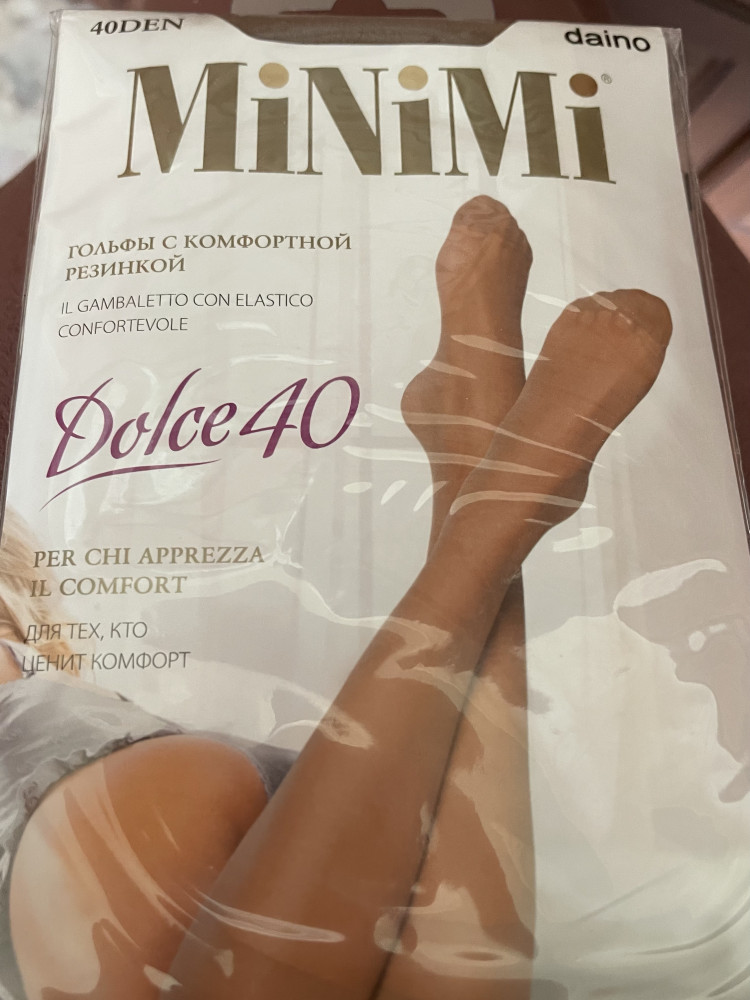 40DEN
daino
MiNiMi®
ГОЛЬФЫ С КОМФОРТНОЙ
РЕЗИНКОЙ
IL GAMBALETTO CON ELASTICO
CONFORTEVOLE
Dolce 40
PER CHI APPREZZA
IL COMFORT
ДЛЯ ТЕХ, КТО
ЦЕНИТ КОМФОРТ